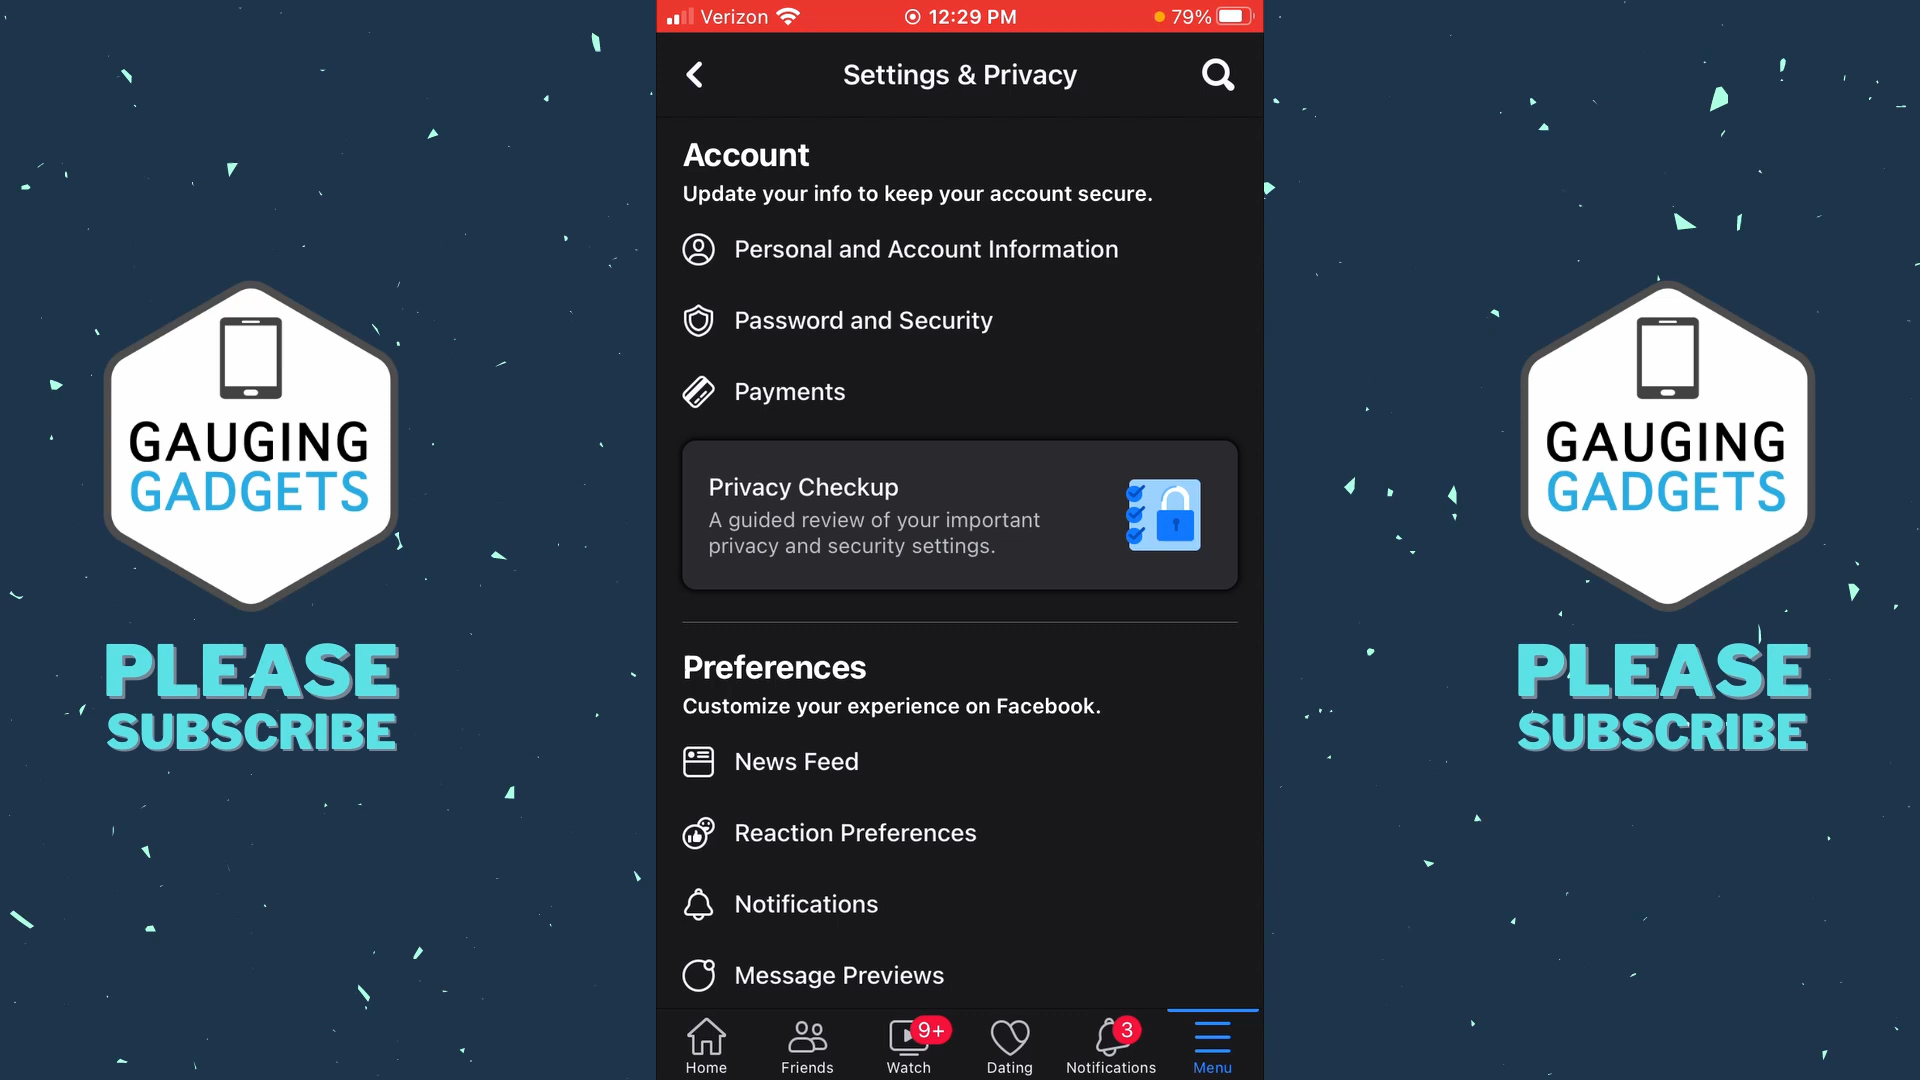 Verizon 12:29 PM 79%
Settings & Privacy
Account
Update your info to keep your account secure.
Personal and Account Information
Password and Security
Payments
Privacy Checkup
A guided review of your important
privacy and security settings.
Preferences
Customize your experience on Facebook.
News Feed
Reaction Preferences
Notifications
Message Previews
9+ 3
Home Friends Watch Dating Notifications Menu
GAUGING
GADGETS
PLEASE
SUBSCRIBE
GAUGING
GADGETS
PLEASE
SUBSCRIBE